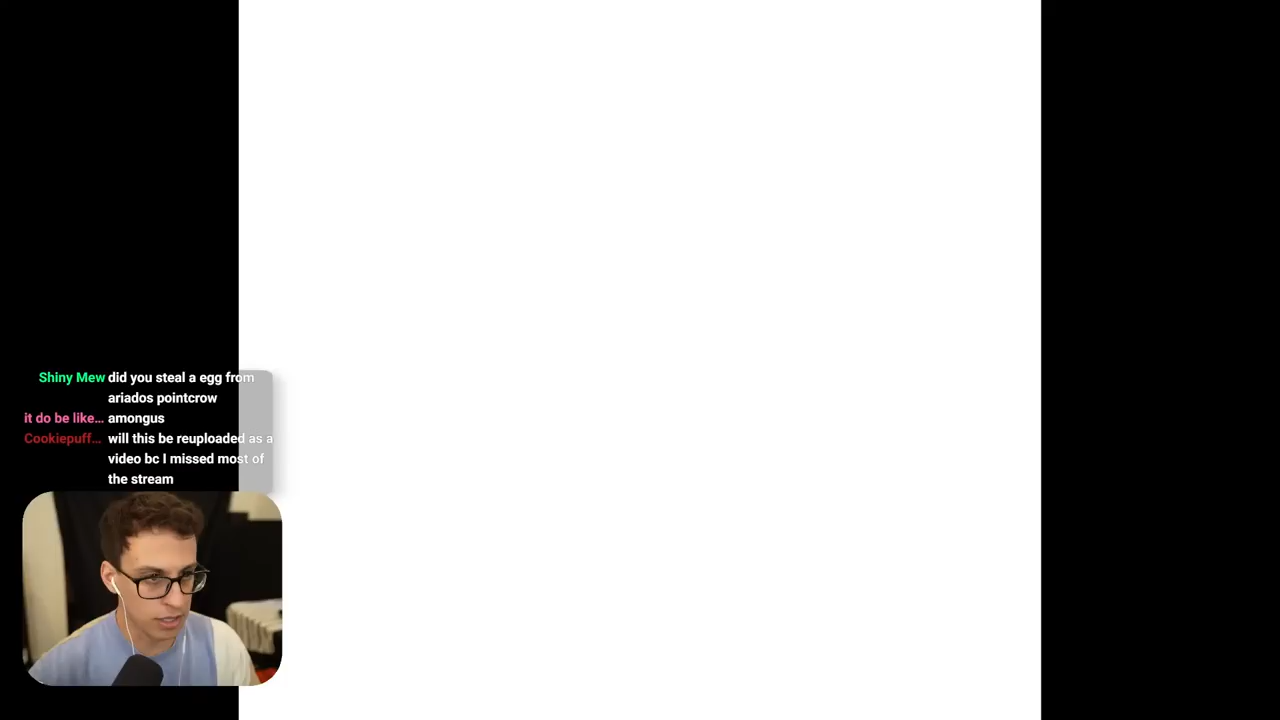 Shiny Mew did you steal a egg from
ariados pointcrow
it do be like... amongus
Cookiepuff... will this be reuploaded as a
video bc I missed most of
the stream